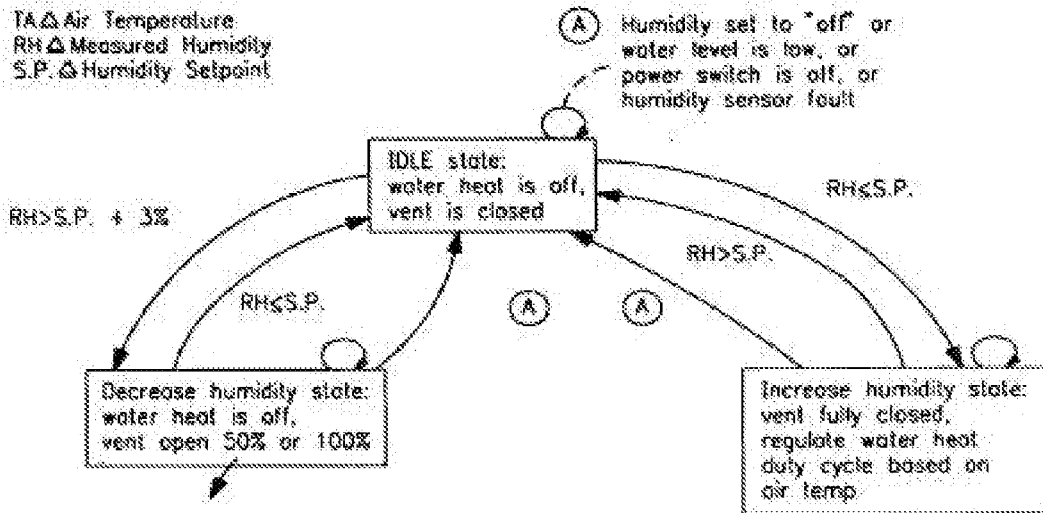 TA Δ Air Temperature
RH Δ Measured Humidity
S.P. Δ Humidity Setpoint
A
Humidity set to "off" or
water level is low, or
power switch is off, or
humidity sensor fault
IDLE state:
water heat is off,
vent is closed
RH>S.P. + 3%
RH≤S.P.
RH≤S.P.
RH>S.P.
A
A
Decrease humidity state:
water heat is off,
vent open 50% or 100%
Increase humidity state:
vent fully closed,
regulate water heat
duty cycle based on
air temp